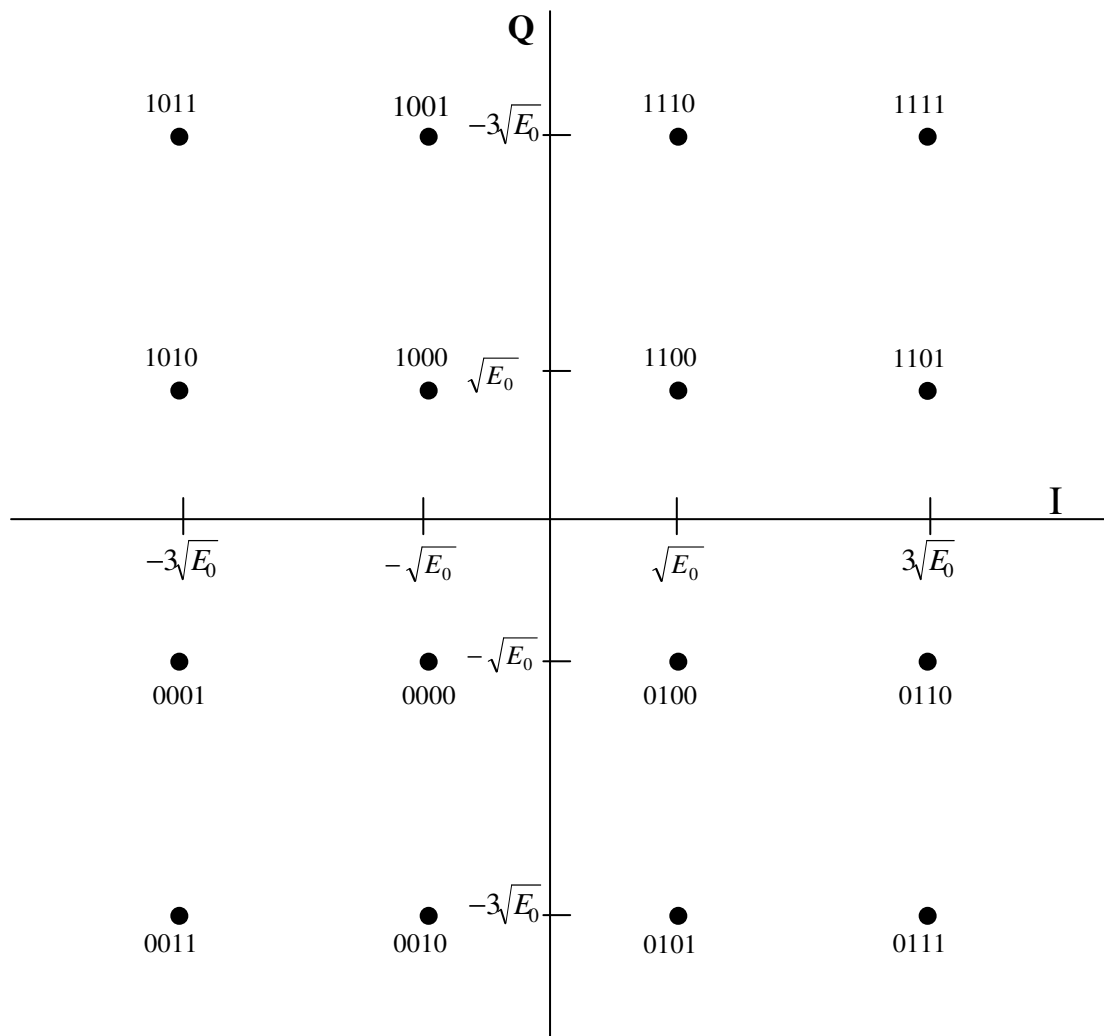 Q
1011 1001 1110 1111
−3√E₀
1010 1000 1100 1101
√E₀
I
−3√E₀ −√E₀ √E₀ 3√E₀
−√E₀
0001 0000 0100 0110
−3√E₀
0011 0010 0101 0111